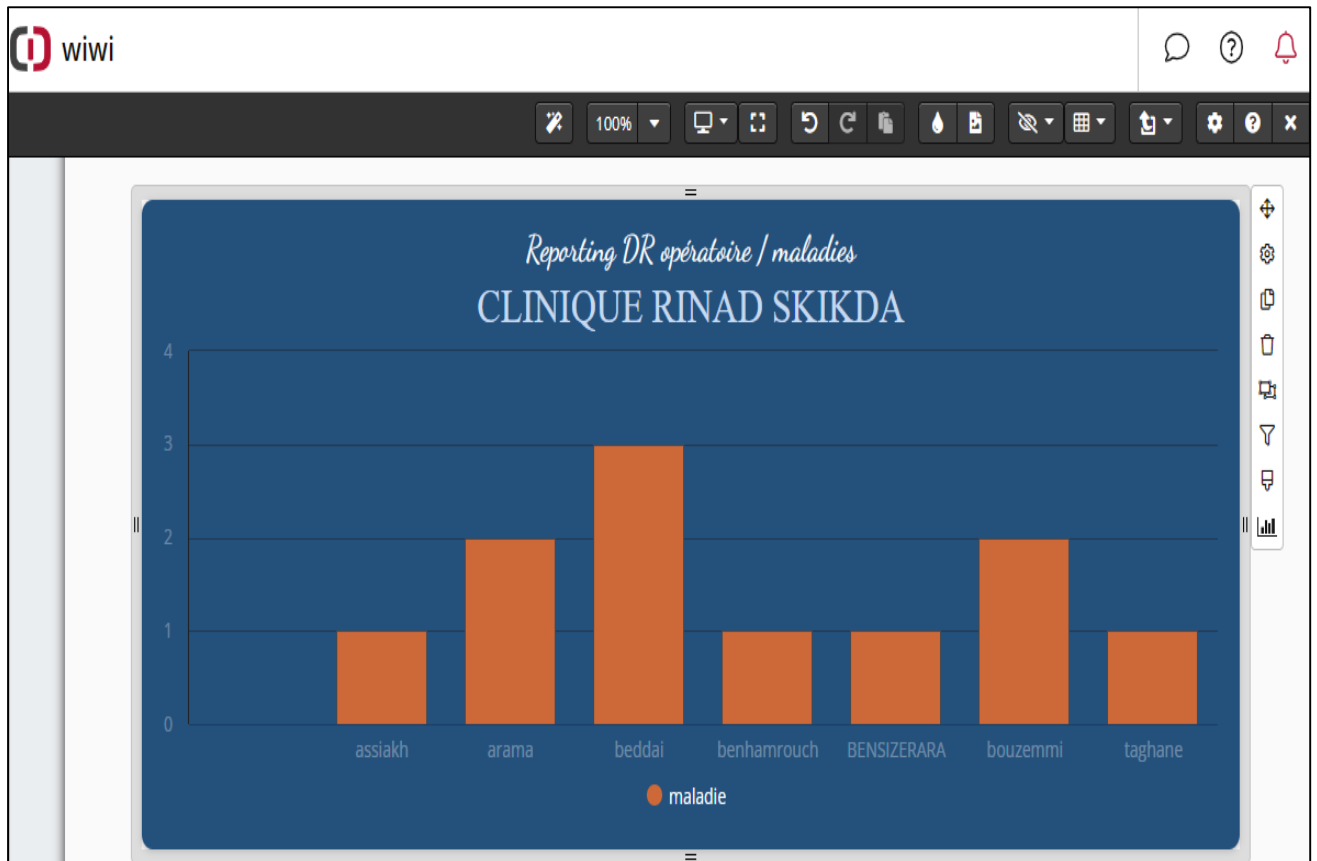 wiwi
100%
Reporting DR opératoire / maladies
CLINIQUE RINAD SKIKDA
4
3
2
1
0
assiakh arama beddai benhamrouch BENSIZERARA bouzemmi taghane
maladie